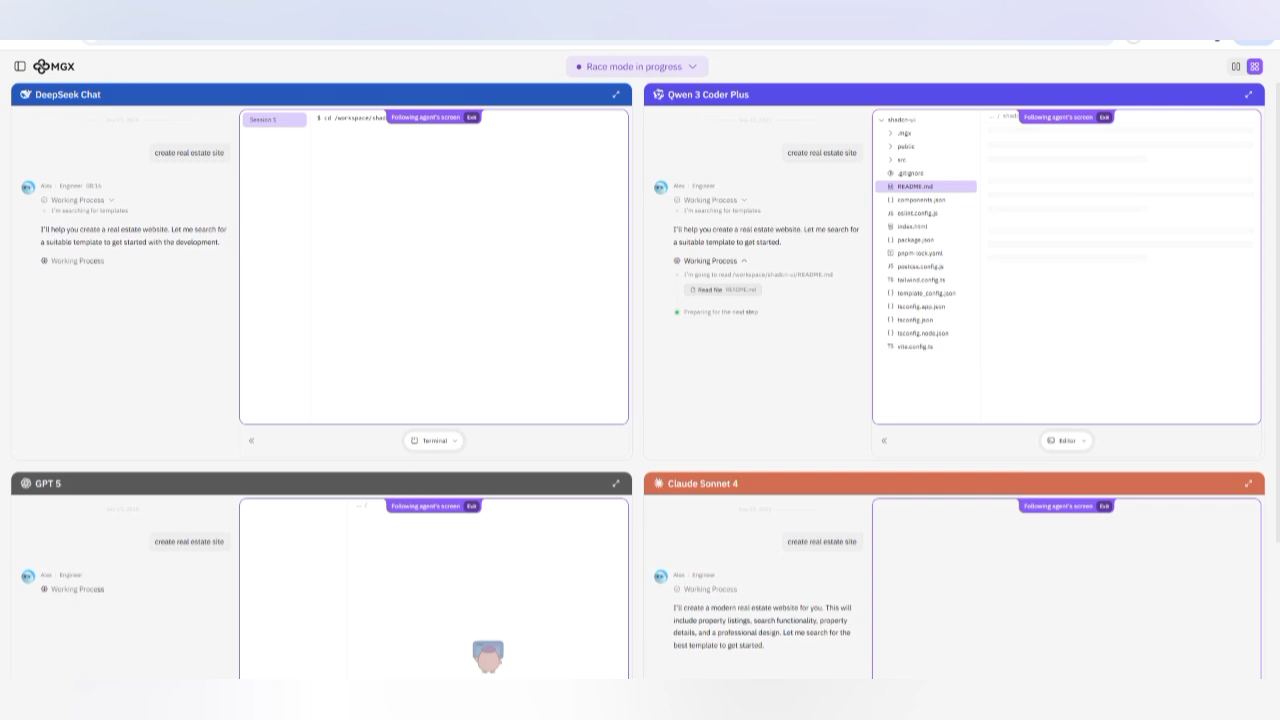 MGX
Race mode in progress
DeepSeek Chat
create real estate site
Alex · Engineer 08:16
Working Process
I'm searching for templates
I'll help you create a real estate website. Let me search for
a suitable template to get started with the development.
Working Process
Session 1
$ cd /workspace/shad
Following agent's screen Exit
Terminal
Qwen 3 Coder Plus
create real estate site
Alex · Engineer
Working Process
I'm searching for templates
I'll help you create a real estate website. Let me search for
a suitable template to get started.
Working Process
I'm going to read /workspace/shadcn-ui/README.md
Read file README.md
Preparing for the next step
shadcn-ui
.mgx
public
src
.gitignore
README.md
{} components.json
JS eslint.config.js
index.html
{} package.json
pnpm-lock.yaml
JS postcss.config.js
TS tailwind.config.ts
{} template_config.json
{} tsconfig.app.json
{} tsconfig.json
{} tsconfig.node.json
TS vite.config.ts
... / shad
Following agent's screen Exit
Editor
GPT 5
create real estate site
Alex · Engineer
Working Process
Following agent's screen Exit
Claude Sonnet 4
create real estate site
Alex · Engineer
Working Process
I'll create a modern real estate website for you. This will
include property listings, search functionality, property
details, and a professional design. Let me search for the
best template to get started.
Following agent's screen Exit